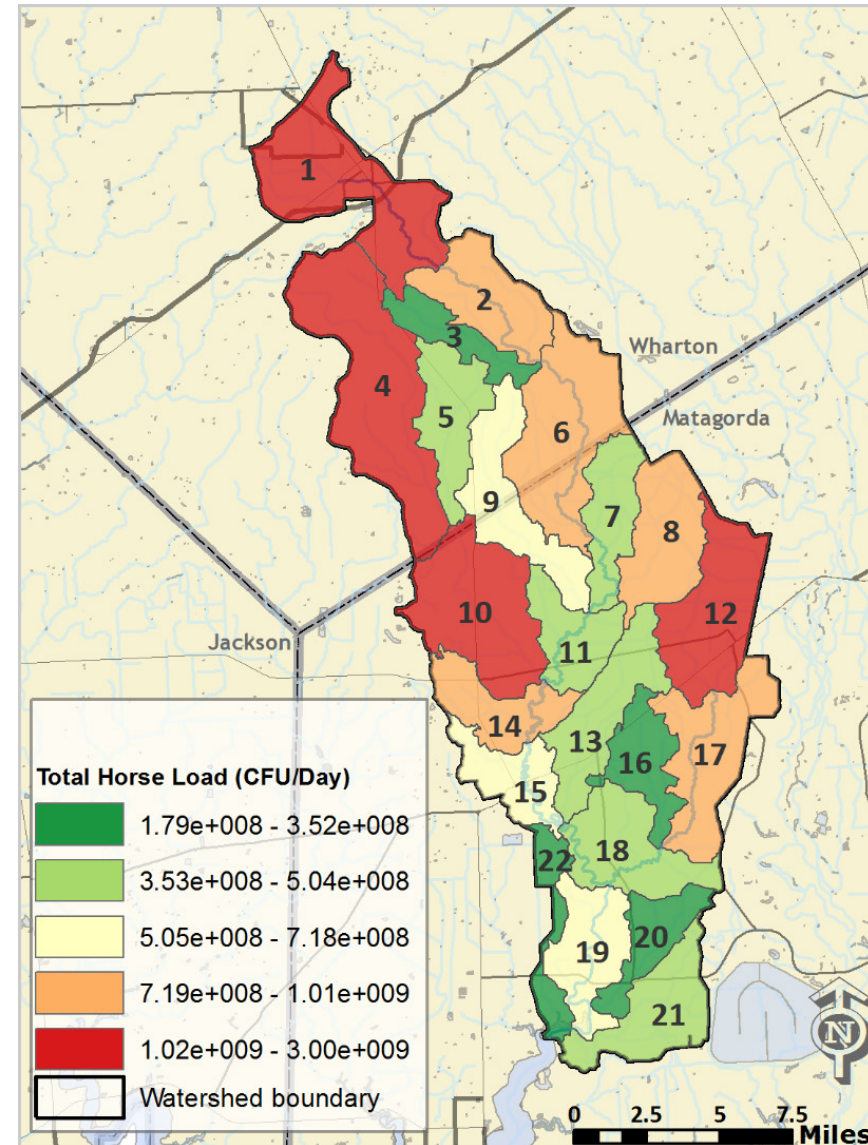 1
2
3
Wharton
4
5
6
Matagorda
7
8
9
10
12
Jackson
11
14
13
16
17
15
18
22
19
20
21
Total Horse Load (CFU/Day)
1.79e+008 - 3.52e+008
3.53e+008 - 5.04e+008
5.05e+008 - 7.18e+008
7.19e+008 - 1.01e+009
1.02e+009 - 3.00e+009
Watershed boundary
N
0 2.5 5 7.5
Miles